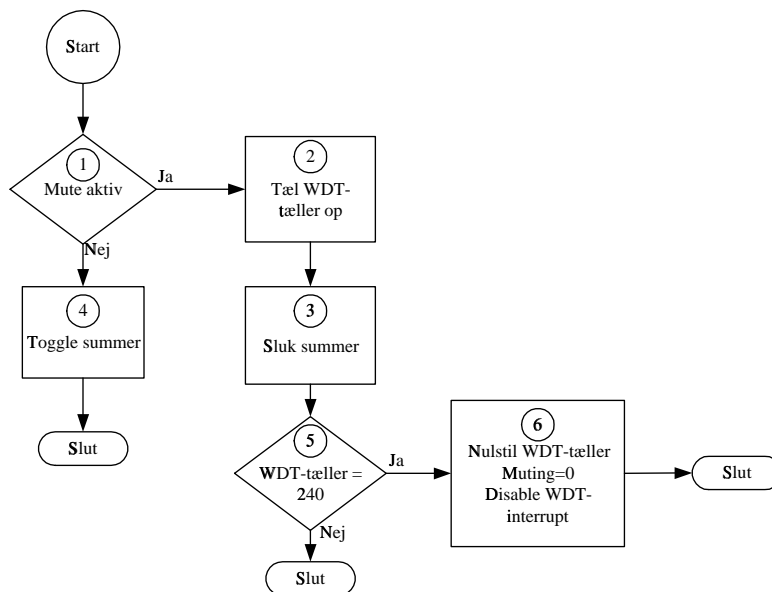 Start
1
Mute aktiv
Ja
Nej
2
Tæl WDT-
tæller op
4
Toggle summer
Slut
3
Sluk summer
5
WDT-tæller =
240
Ja
Nej
Slut
6
Nulstil WDT-tæller
Muting=0
Disable WDT-
interrupt
Slut